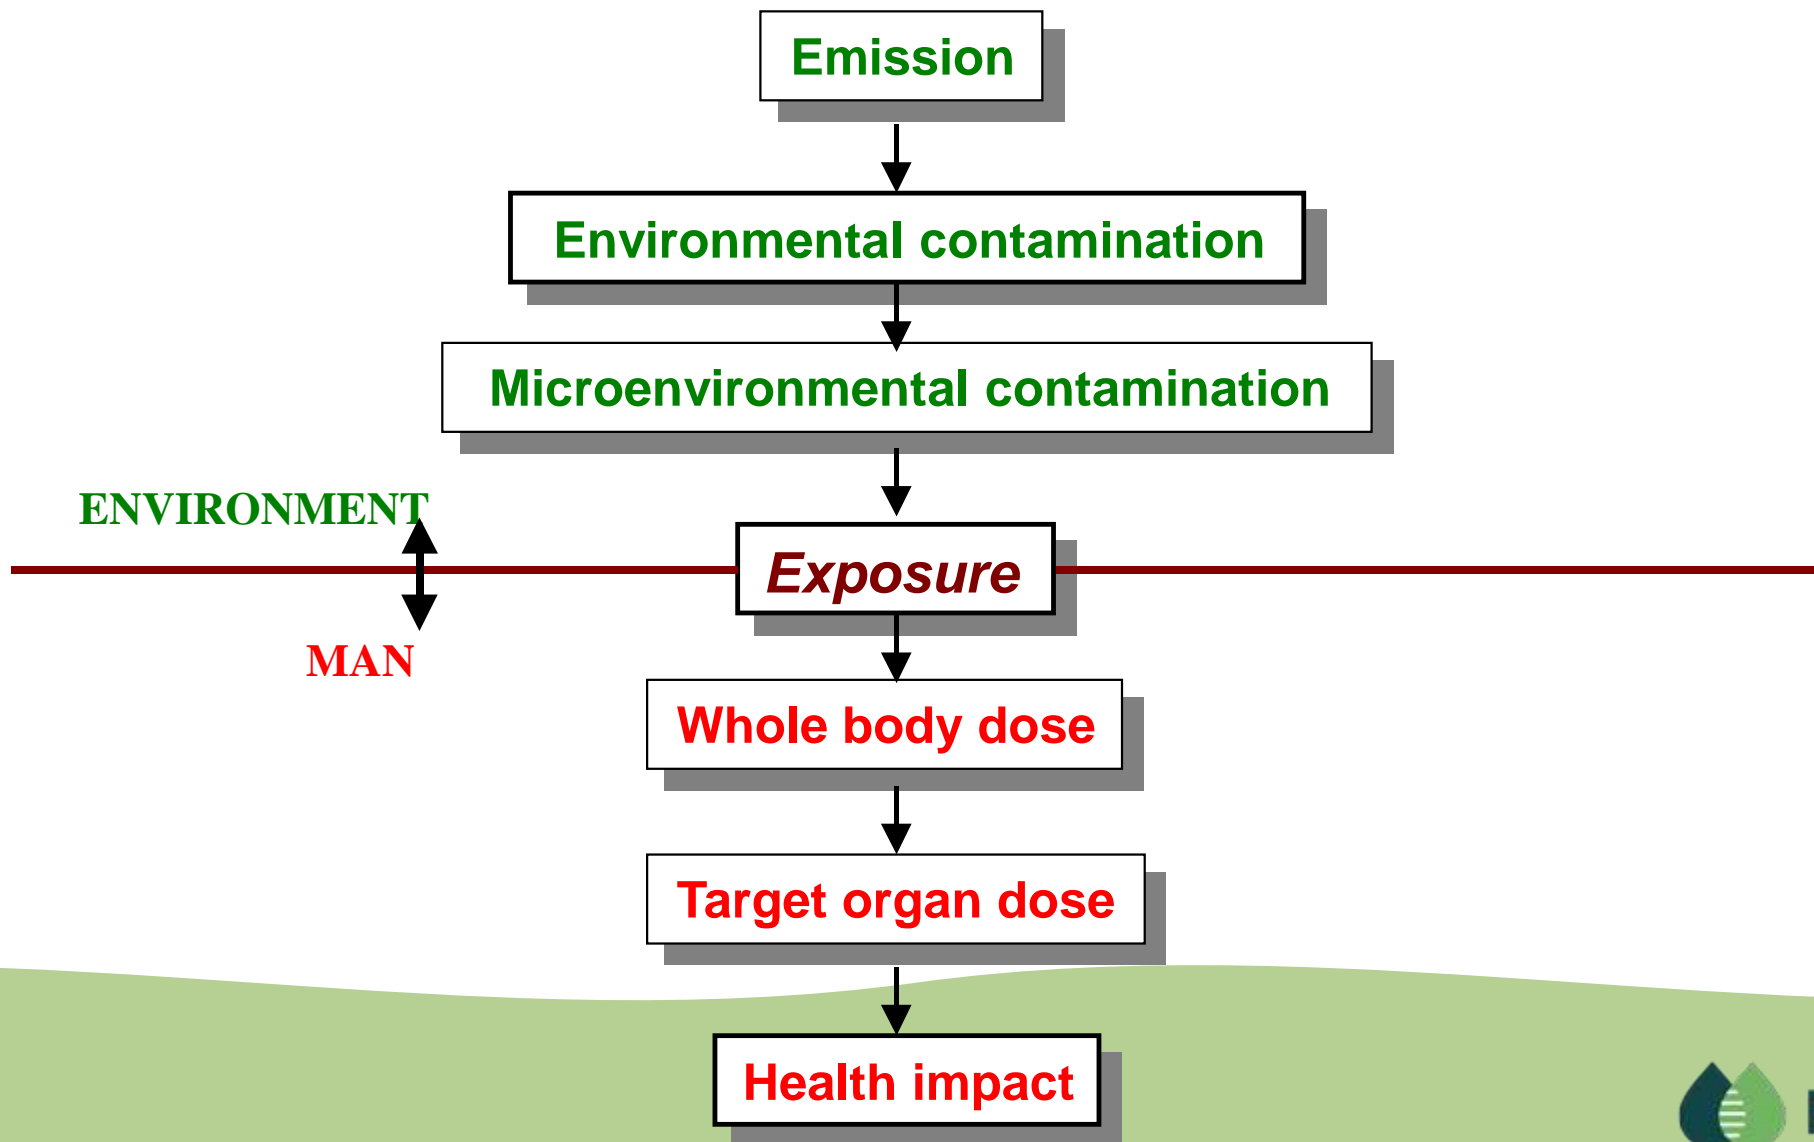 Emission
Environmental contamination
Microenvironmental contamination
ENVIRONMENT
Exposure
MAN
Whole body dose
Target organ dose
Health impact